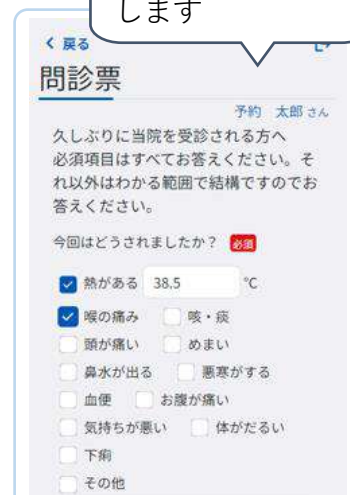 します
戻る
問診票
予約 太郎 さん
久しぶりに当院を受診される方へ
必須項目はすべてお答えください。そ
れ以外はわかる範囲で結構ですのでお
答えください。
今回はどうされましたか？ 必須
熱がある 38.5 ℃
喉の痛み 咳・痰
頭が痛い めまい
鼻水が出る 悪寒がする
血便 お腹が痛い
気持ちが悪い 体がだるい
下痢
その他